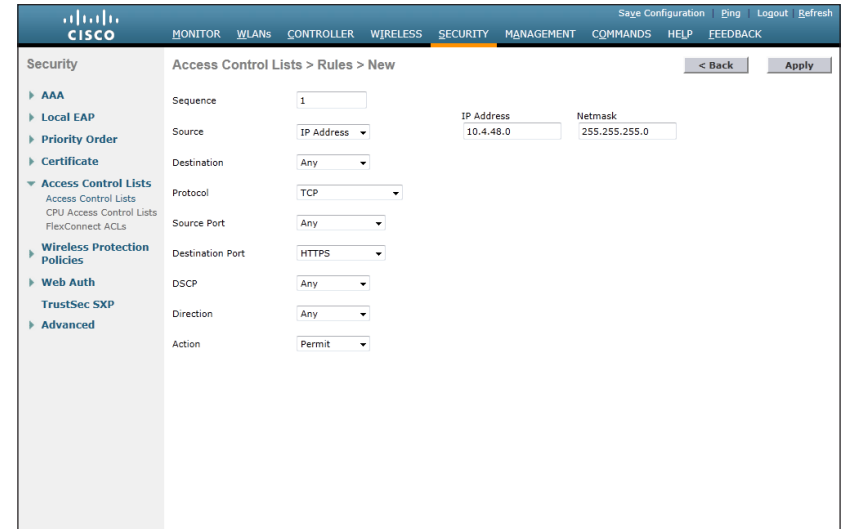 Save Configuration | Ping | Logout | Refresh
CISCO
MONITOR WLANs CONTROLLER WIRELESS SECURITY MANAGEMENT COMMANDS HELP FEEDBACK
Security
AAA
Local EAP
Priority Order
Certificate
Access Control Lists
Access Control Lists
CPU Access Control Lists
FlexConnect ACLs
Wireless Protection
Policies
Web Auth
TrustSec SXP
Advanced
Access Control Lists > Rules > New
< Back Apply
Sequence 1
IP Address Netmask
Source IP Address 10.4.48.0 255.255.255.0
Destination Any
Protocol TCP
Source Port Any
Destination Port HTTPS
DSCP Any
Direction Any
Action Permit